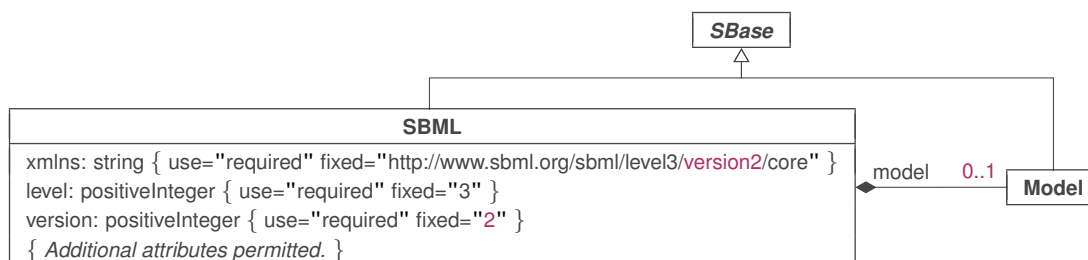 SBase
SBML
xmlns: string { use="required" fixed="http://www.sbml.org/sbml/level3/version2/core" }
level: positiveInteger { use="required" fixed="3" }
version: positiveInteger { use="required" fixed="2" }
{ Additional attributes permitted. }
model 0..1
Model